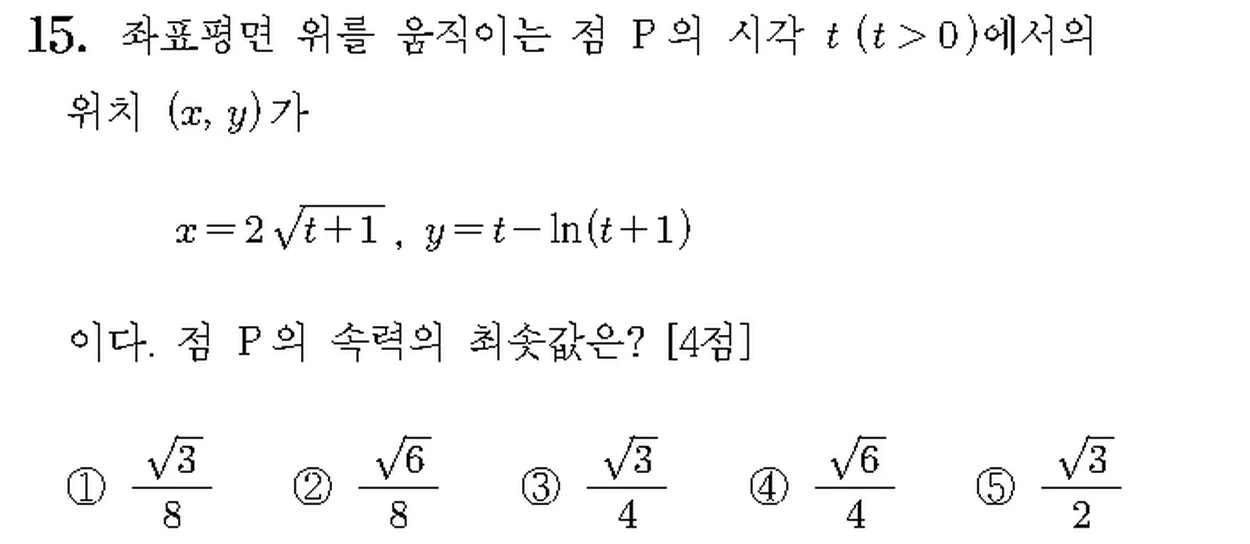 15. 좌표평면 위를 움직이는 점 P의 시각 t (t > 0)에서의
위치 (x, y)가
x = 2√(t+1) , y = t − ln(t+1)
이다. 점 P의 속력의 최솟값은? [4점]
① √3/8 ② √6/8 ③ √3/4 ④ √6/4 ⑤ √3/2